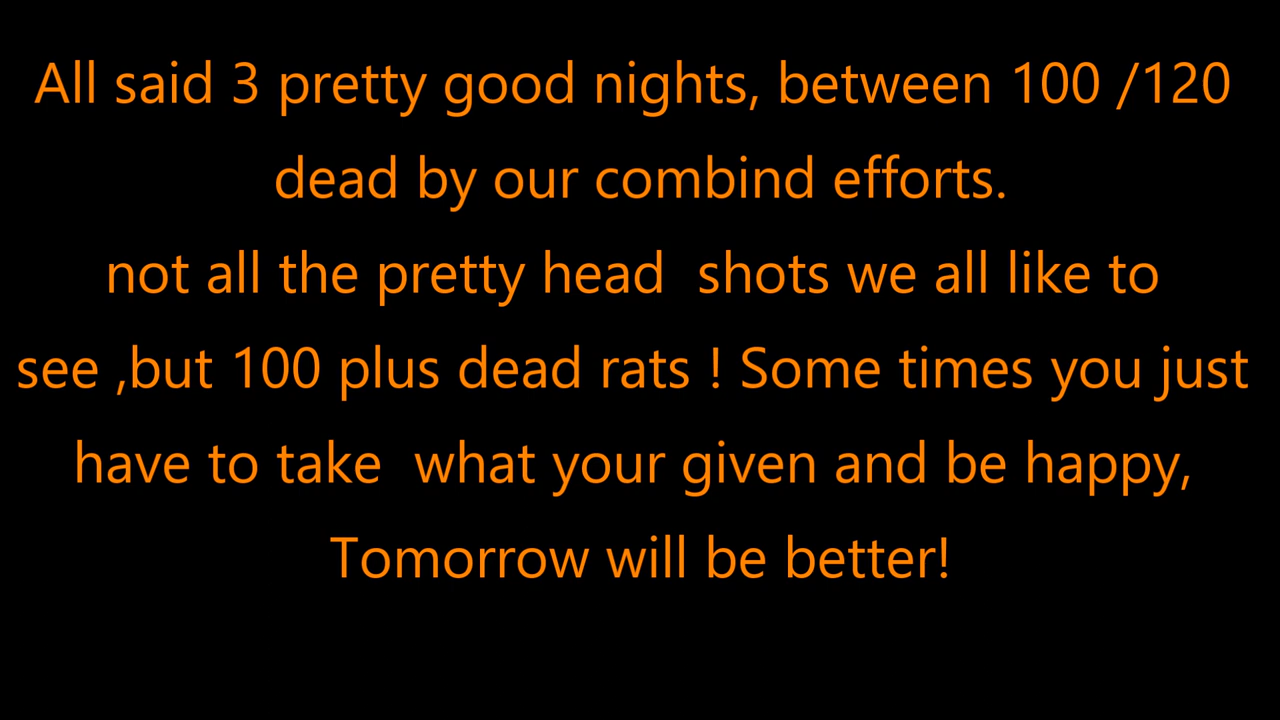 All said 3 pretty good nights, between 100 /120
dead by our combind efforts.
not all the pretty head  shots we all like to
see ,but 100 plus dead rats ! Some times you just
have to take  what your given and be happy,
Tomorrow will be better!